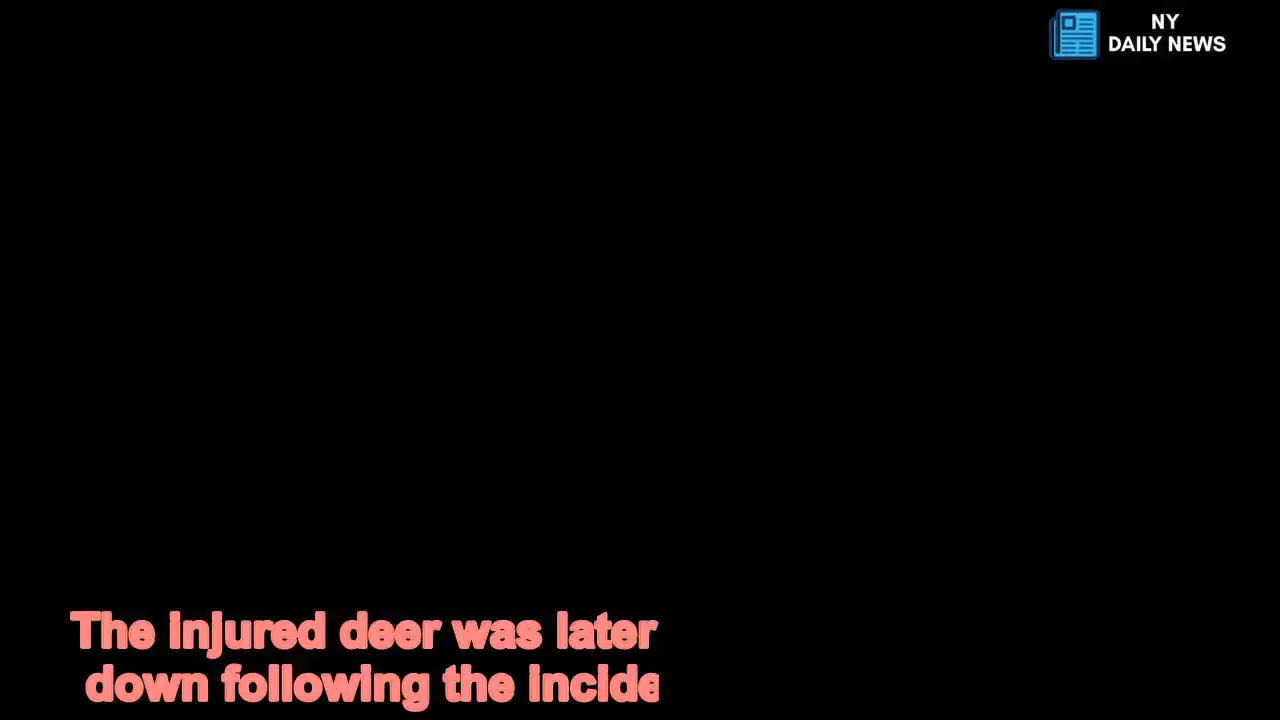 NY
DAILY NEWS
The injured deer was later
down following the incide